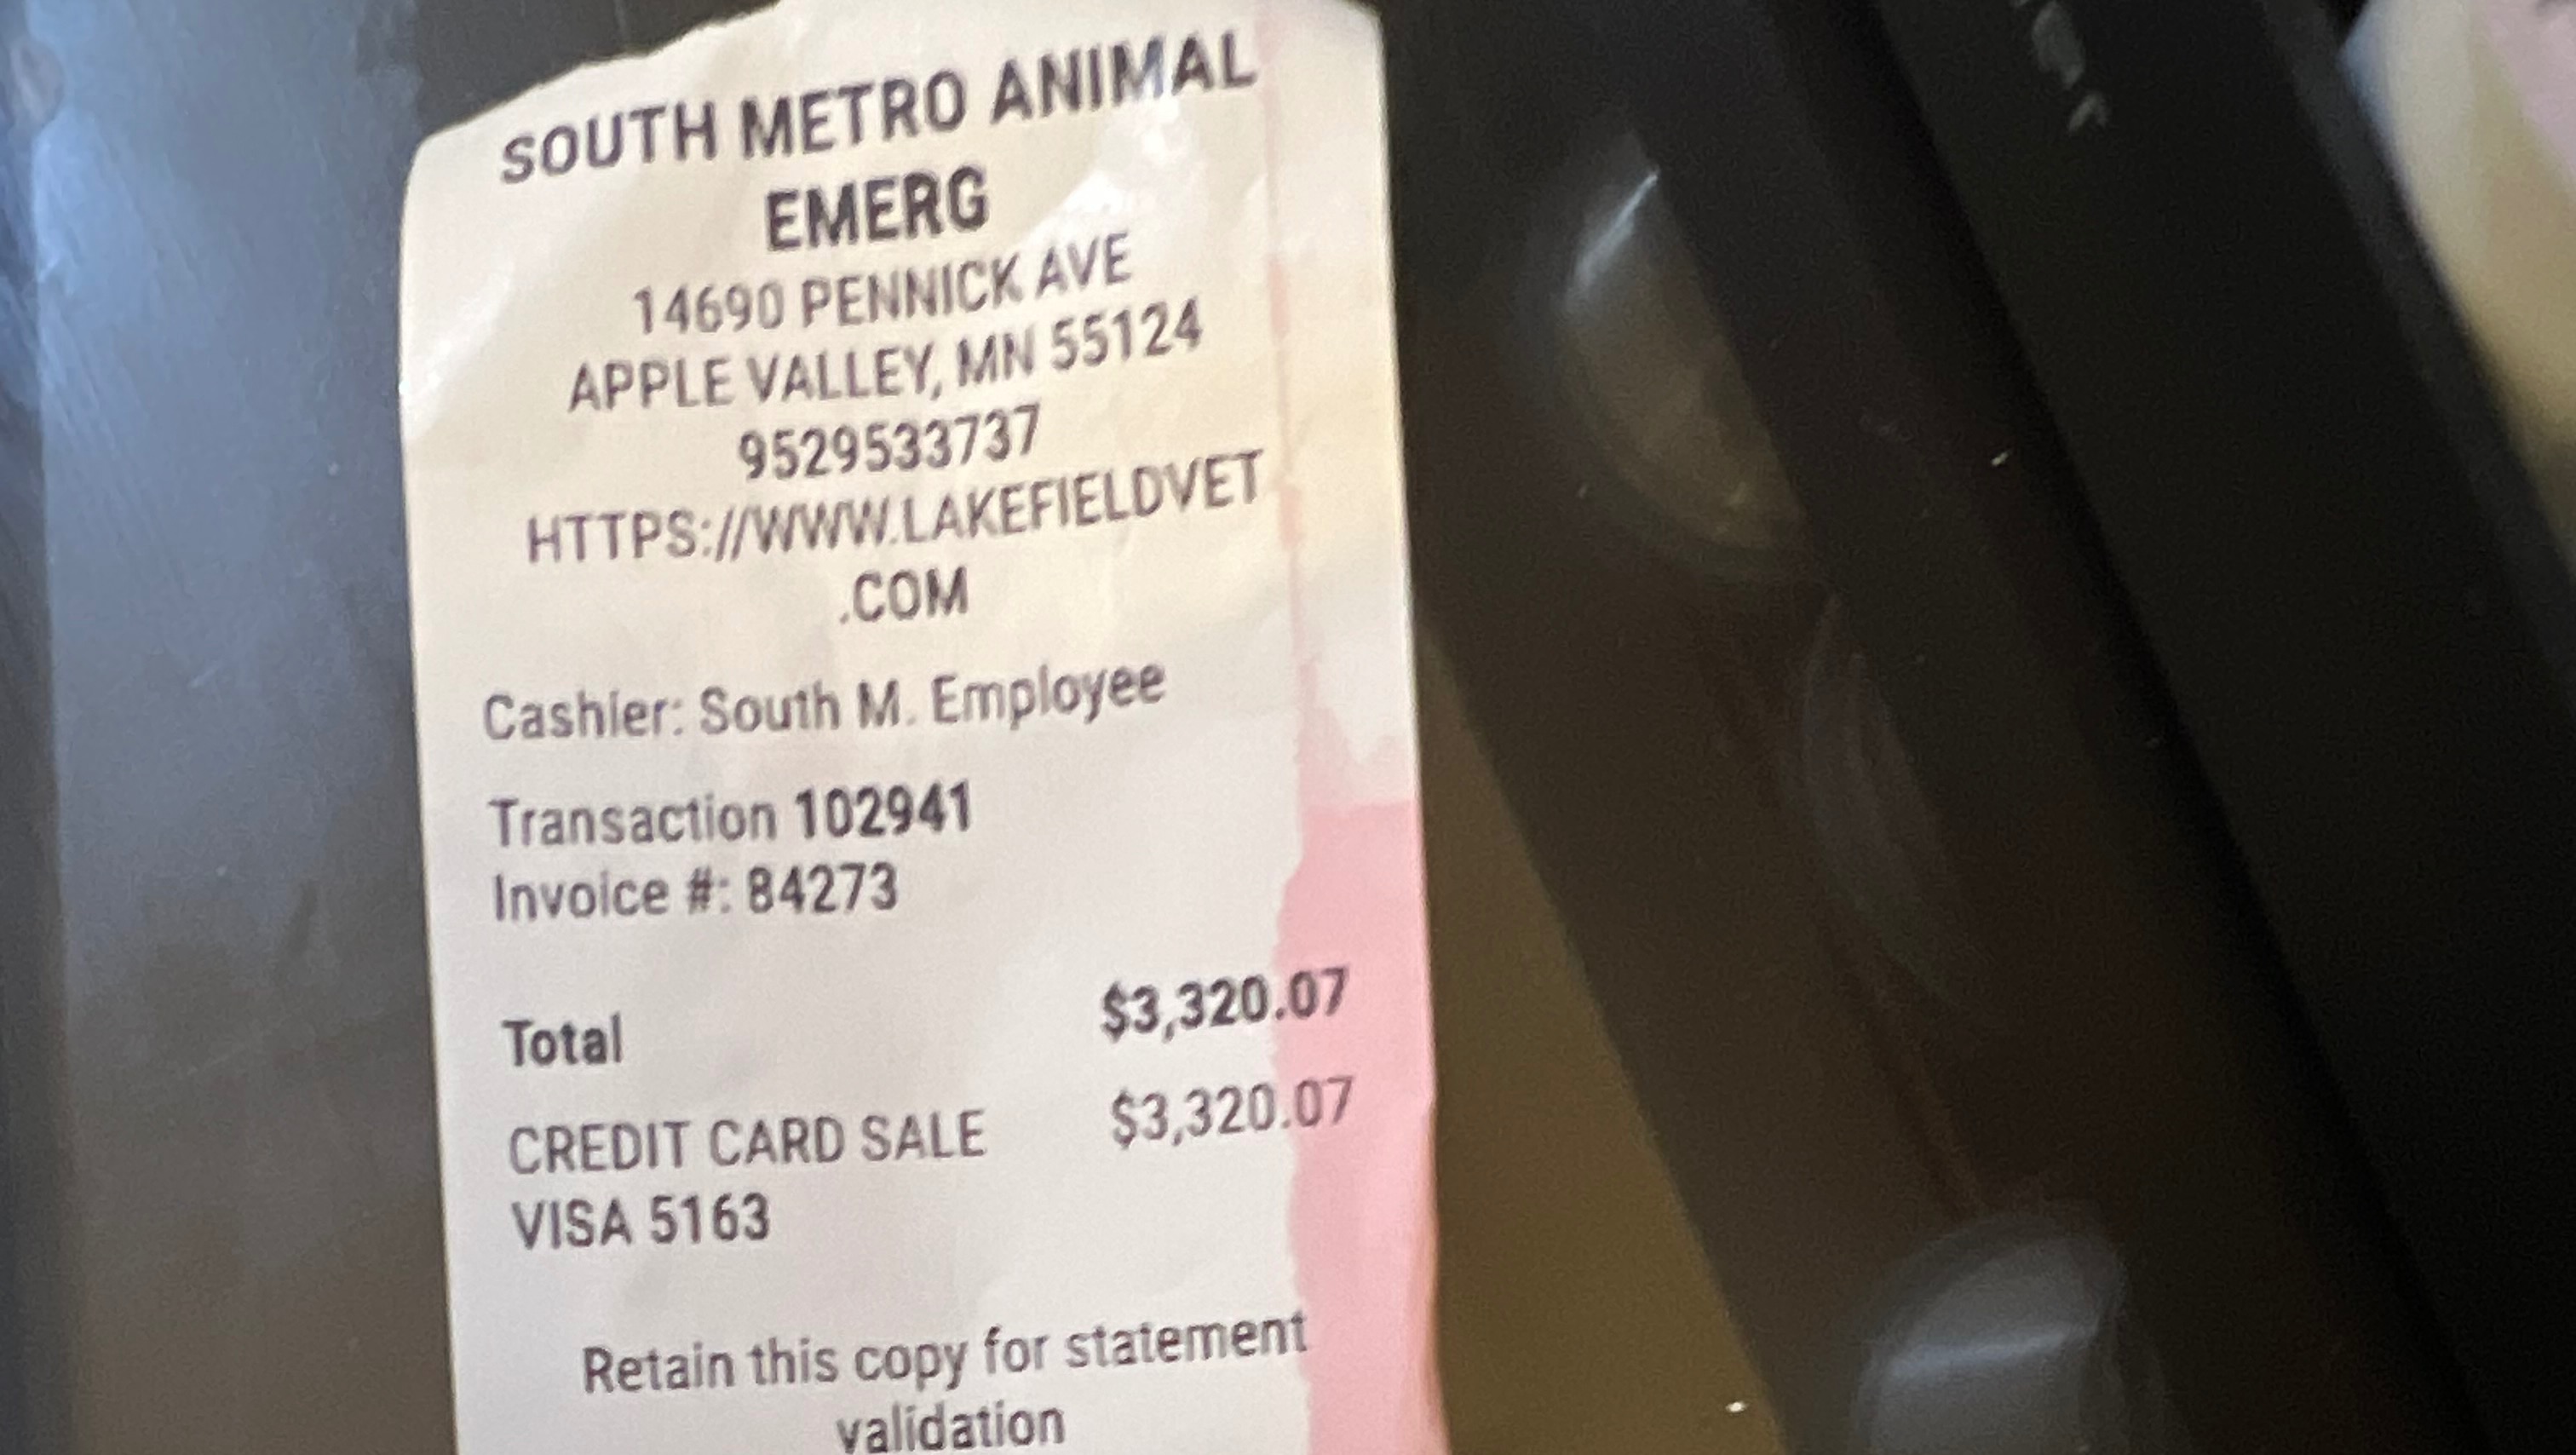 SOUTH METRO ANIMAL
EMERG
14690 PENNICK AVE
APPLE VALLEY, MN 55124
9529533737
HTTPS://WWW.LAKEFIELDVET
.COM
Cashier: South M. Employee
Transaction 102941
Invoice #: 84273
Total $3,320.07
CREDIT CARD SALE $3,320.07
VISA 5163
Retain this copy for statement
validation